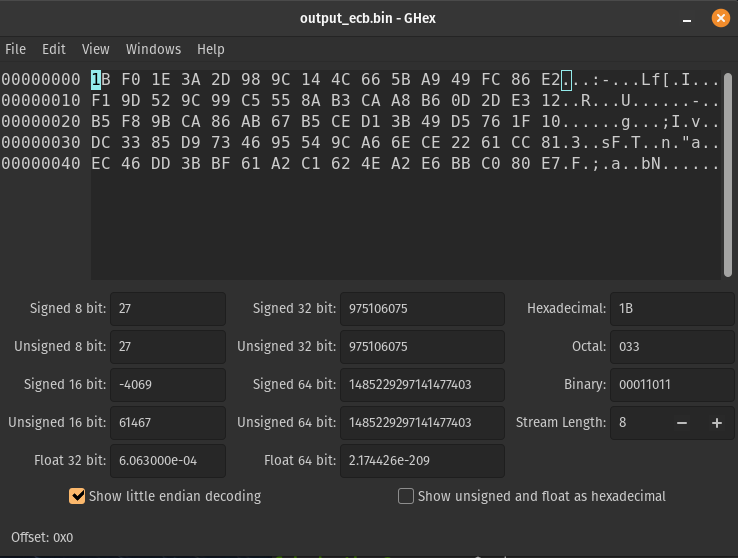 output_ecb.bin - GHex
File Edit View Windows Help
00000000 1B F0 1E 3A 2D 98 9C 14 4C 66 5B A9 49 FC 86 E2...:-...Lf[.I...
00000010 F1 9D 52 9C 99 C5 55 8A B3 CA A8 B6 0D 2D E3 12..R...U......-..
00000020 B5 F8 9B CA 86 AB 67 B5 CE D1 3B 49 D5 76 1F 10......g...;I.v..
00000030 DC 33 85 D9 73 46 95 54 9C A6 6E CE 22 61 CC 81.3..sF.T..n."a..
00000040 EC 46 DD 3B BF 61 A2 C1 62 4E A2 E6 BB C0 80 E7.F.;.a..bN......
Signed 8 bit: 27 Signed 32 bit: 975106075 Hexadecimal: 1B
Unsigned 8 bit: 27 Unsigned 32 bit: 975106075 Octal: 033
Signed 16 bit: -4069 Signed 64 bit: 1485229297141477403 Binary: 00011011
Unsigned 16 bit: 61467 Unsigned 64 bit: 1485229297141477403 Stream Length: 8 − +
Float 32 bit: 6.063000e-04 Float 64 bit: 2.174426e-209
Show little endian decoding Show unsigned and float as hexadecimal
Offset: 0x0